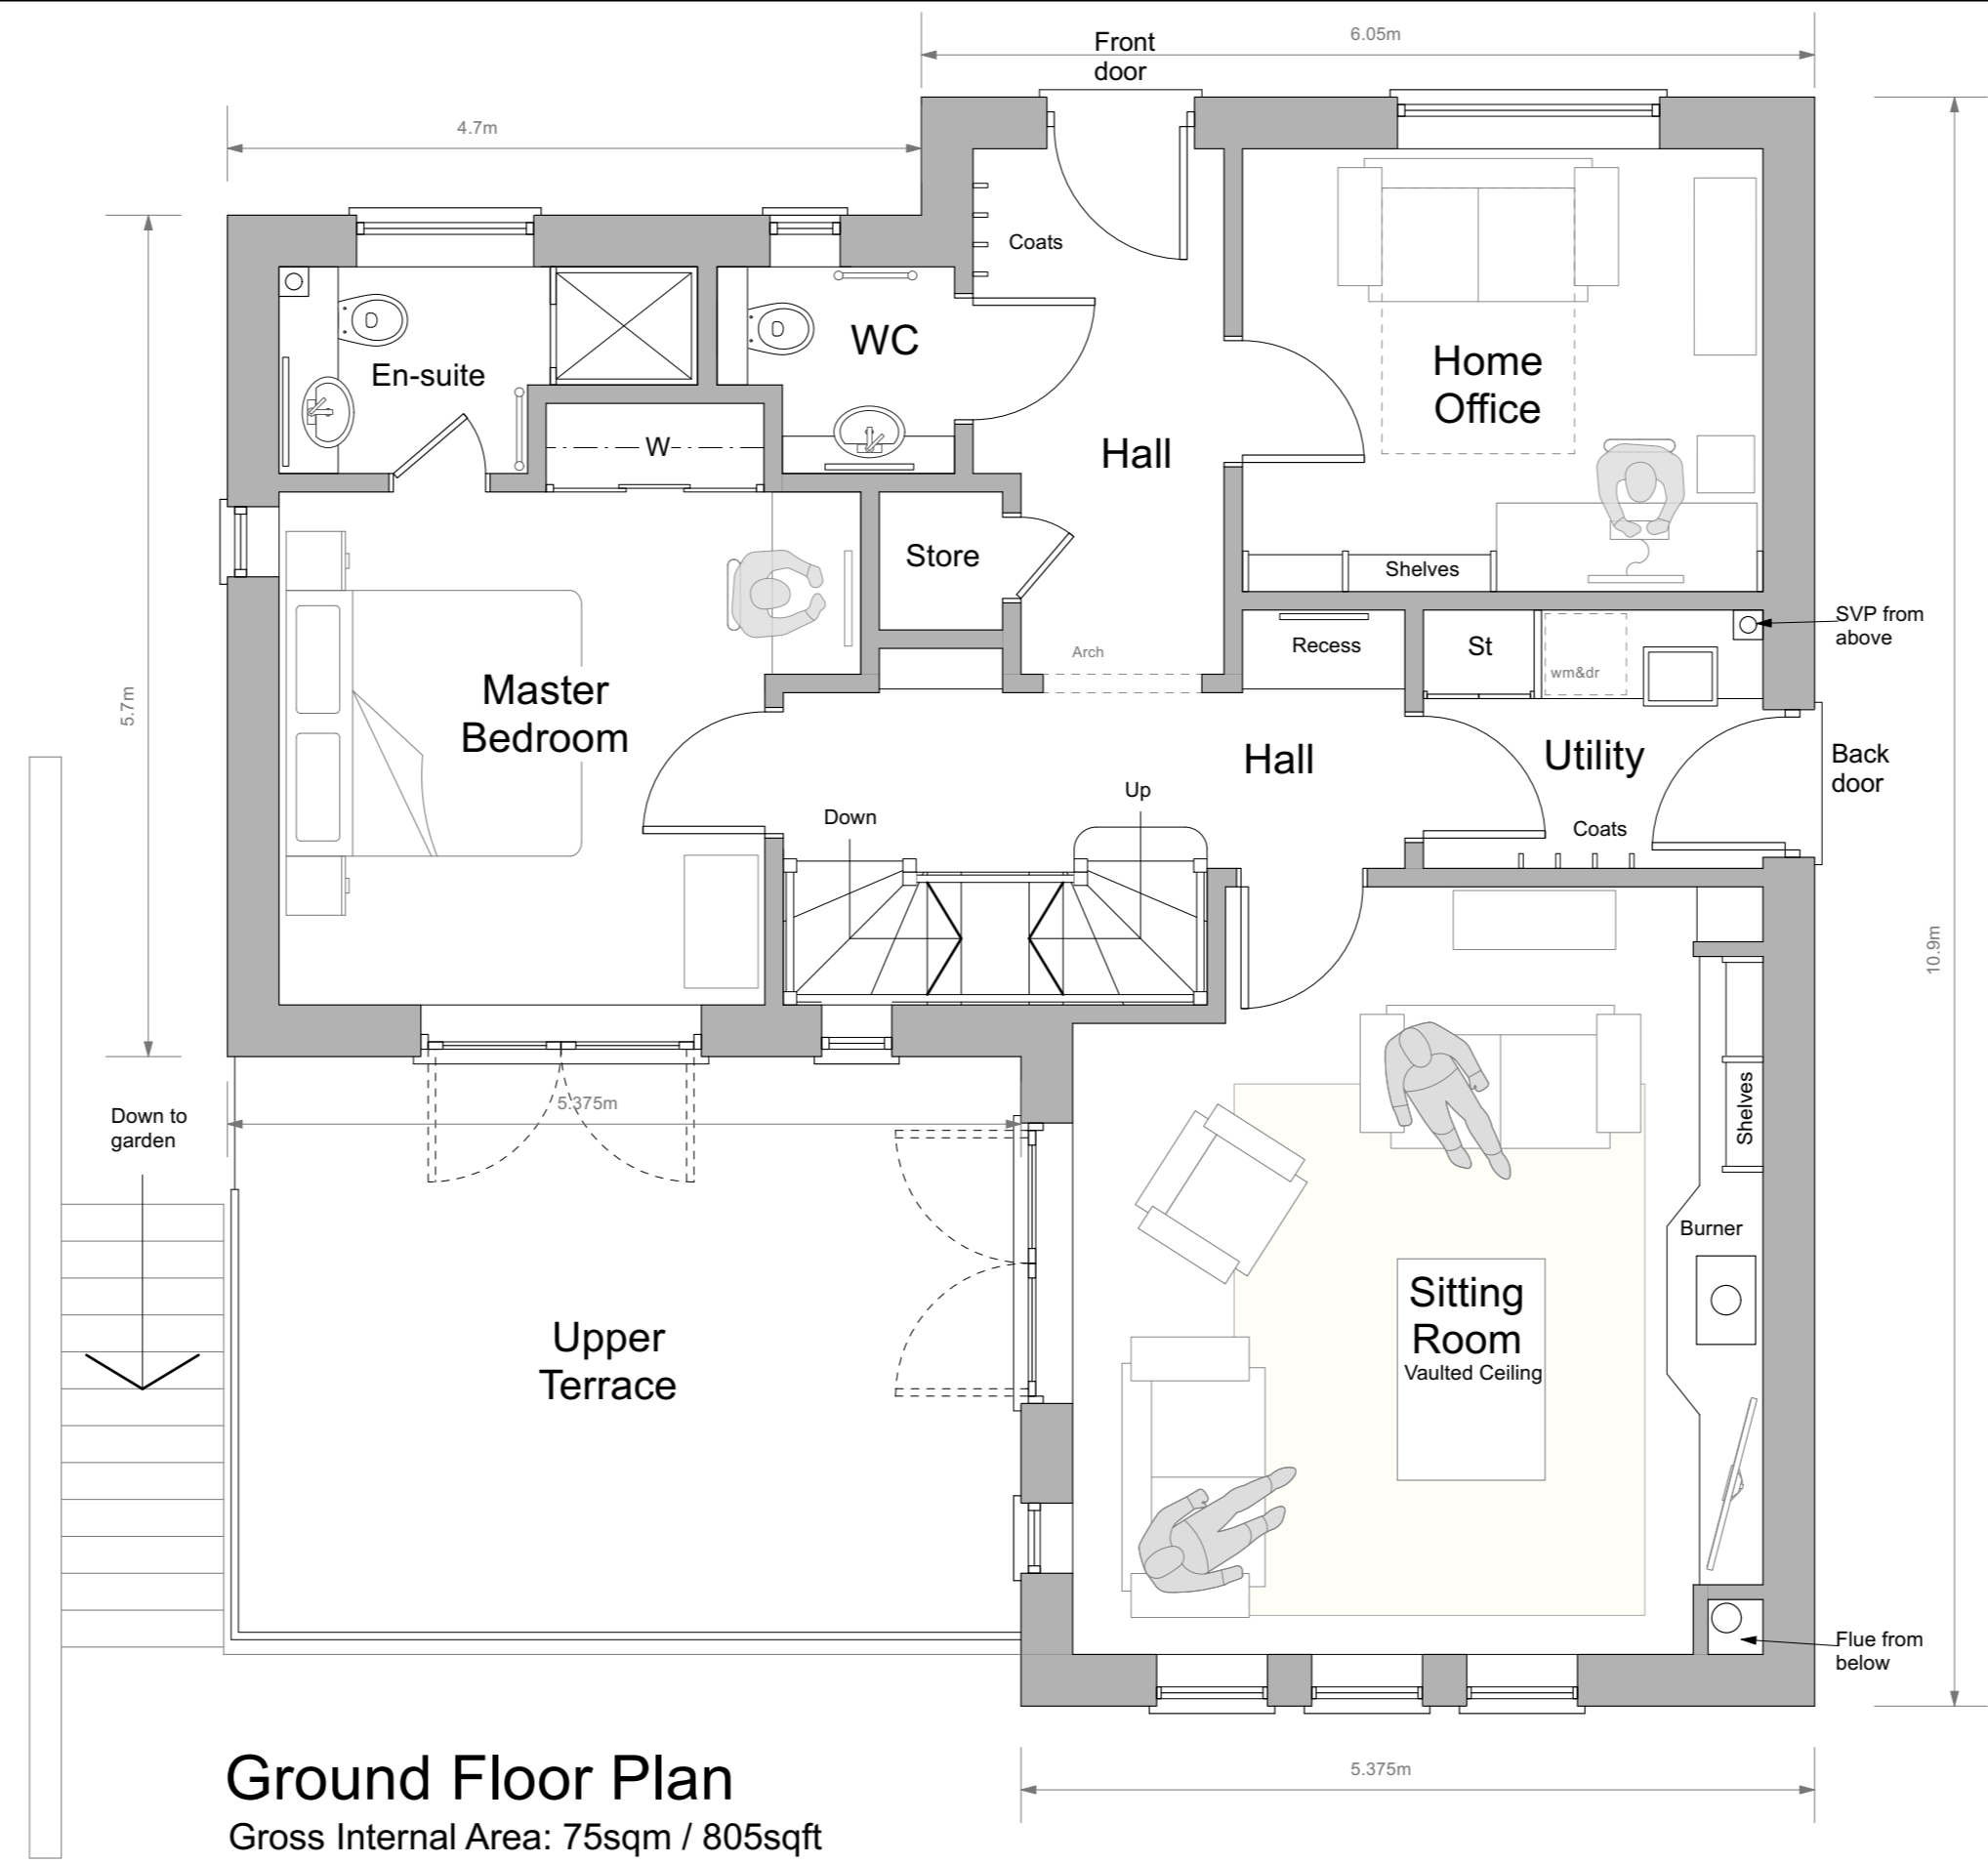 6.05m
Front
door
4.7m
Coats
WC
En-suite
Home
Office
W
Hall
Store
Shelves
SVP from
above
Recess
St
Arch
wm&dr
5.7m
Master
Bedroom
Hall
Utility
Back
door
Up
Down
Coats
10.9m
5.375m
Down to
garden
Shelves
Burner
Upper
Terrace
Sitting
Room
Vaulted Ceiling
Flue from
below
Ground Floor Plan
Gross Internal Area: 75sqm / 805sqft
5.375m